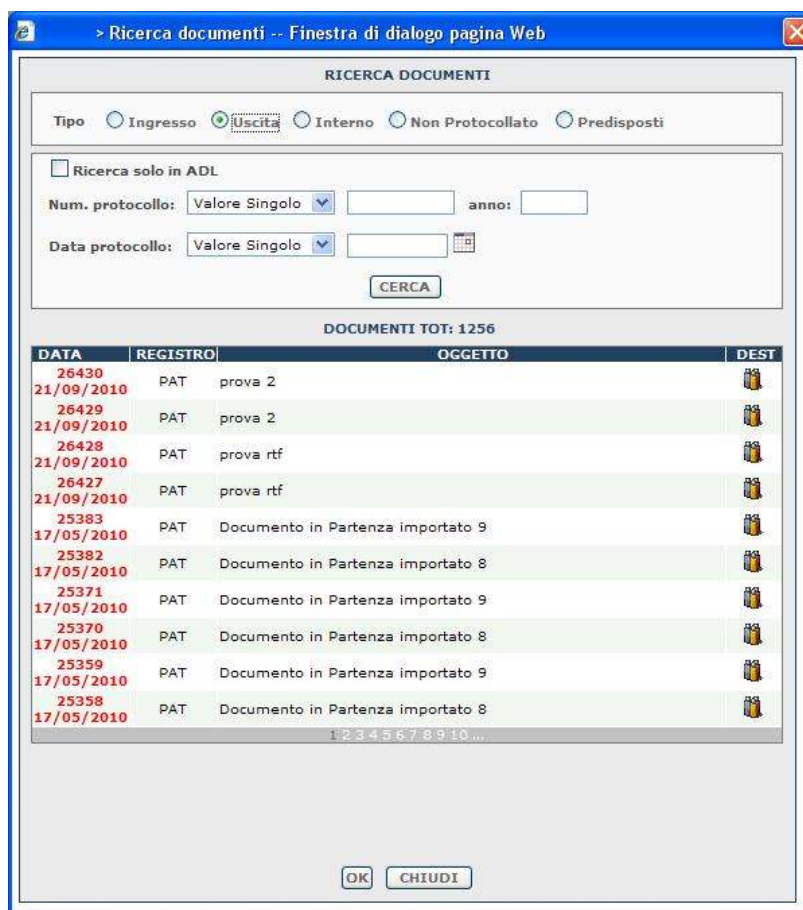 > Ricerca documenti -- Finestra di dialogo pagina Web
RICERCA DOCUMENTI
Tipo Ingresso Uscita Interno Non Protocollato Predisposti
Ricerca solo in ADL
Num. protocollo: Valore Singolo anno:
Data protocollo: Valore Singolo
CERCA
DOCUMENTI TOT: 1256
DATA REGISTRO OGGETTO DEST
26430
21/09/2010 PAT prova 2
26429
21/09/2010 PAT prova 2
26428
21/09/2010 PAT prova rtf
26427
21/09/2010 PAT prova rtf
25383
17/05/2010 PAT Documento in Partenza importato 9
25382
17/05/2010 PAT Documento in Partenza importato 8
25371
17/05/2010 PAT Documento in Partenza importato 9
25370
17/05/2010 PAT Documento in Partenza importato 8
25359
17/05/2010 PAT Documento in Partenza importato 9
25358
17/05/2010 PAT Documento in Partenza importato 8
1 2 3 4 5 6 7 8 9 10 ...
OK CHIUDI